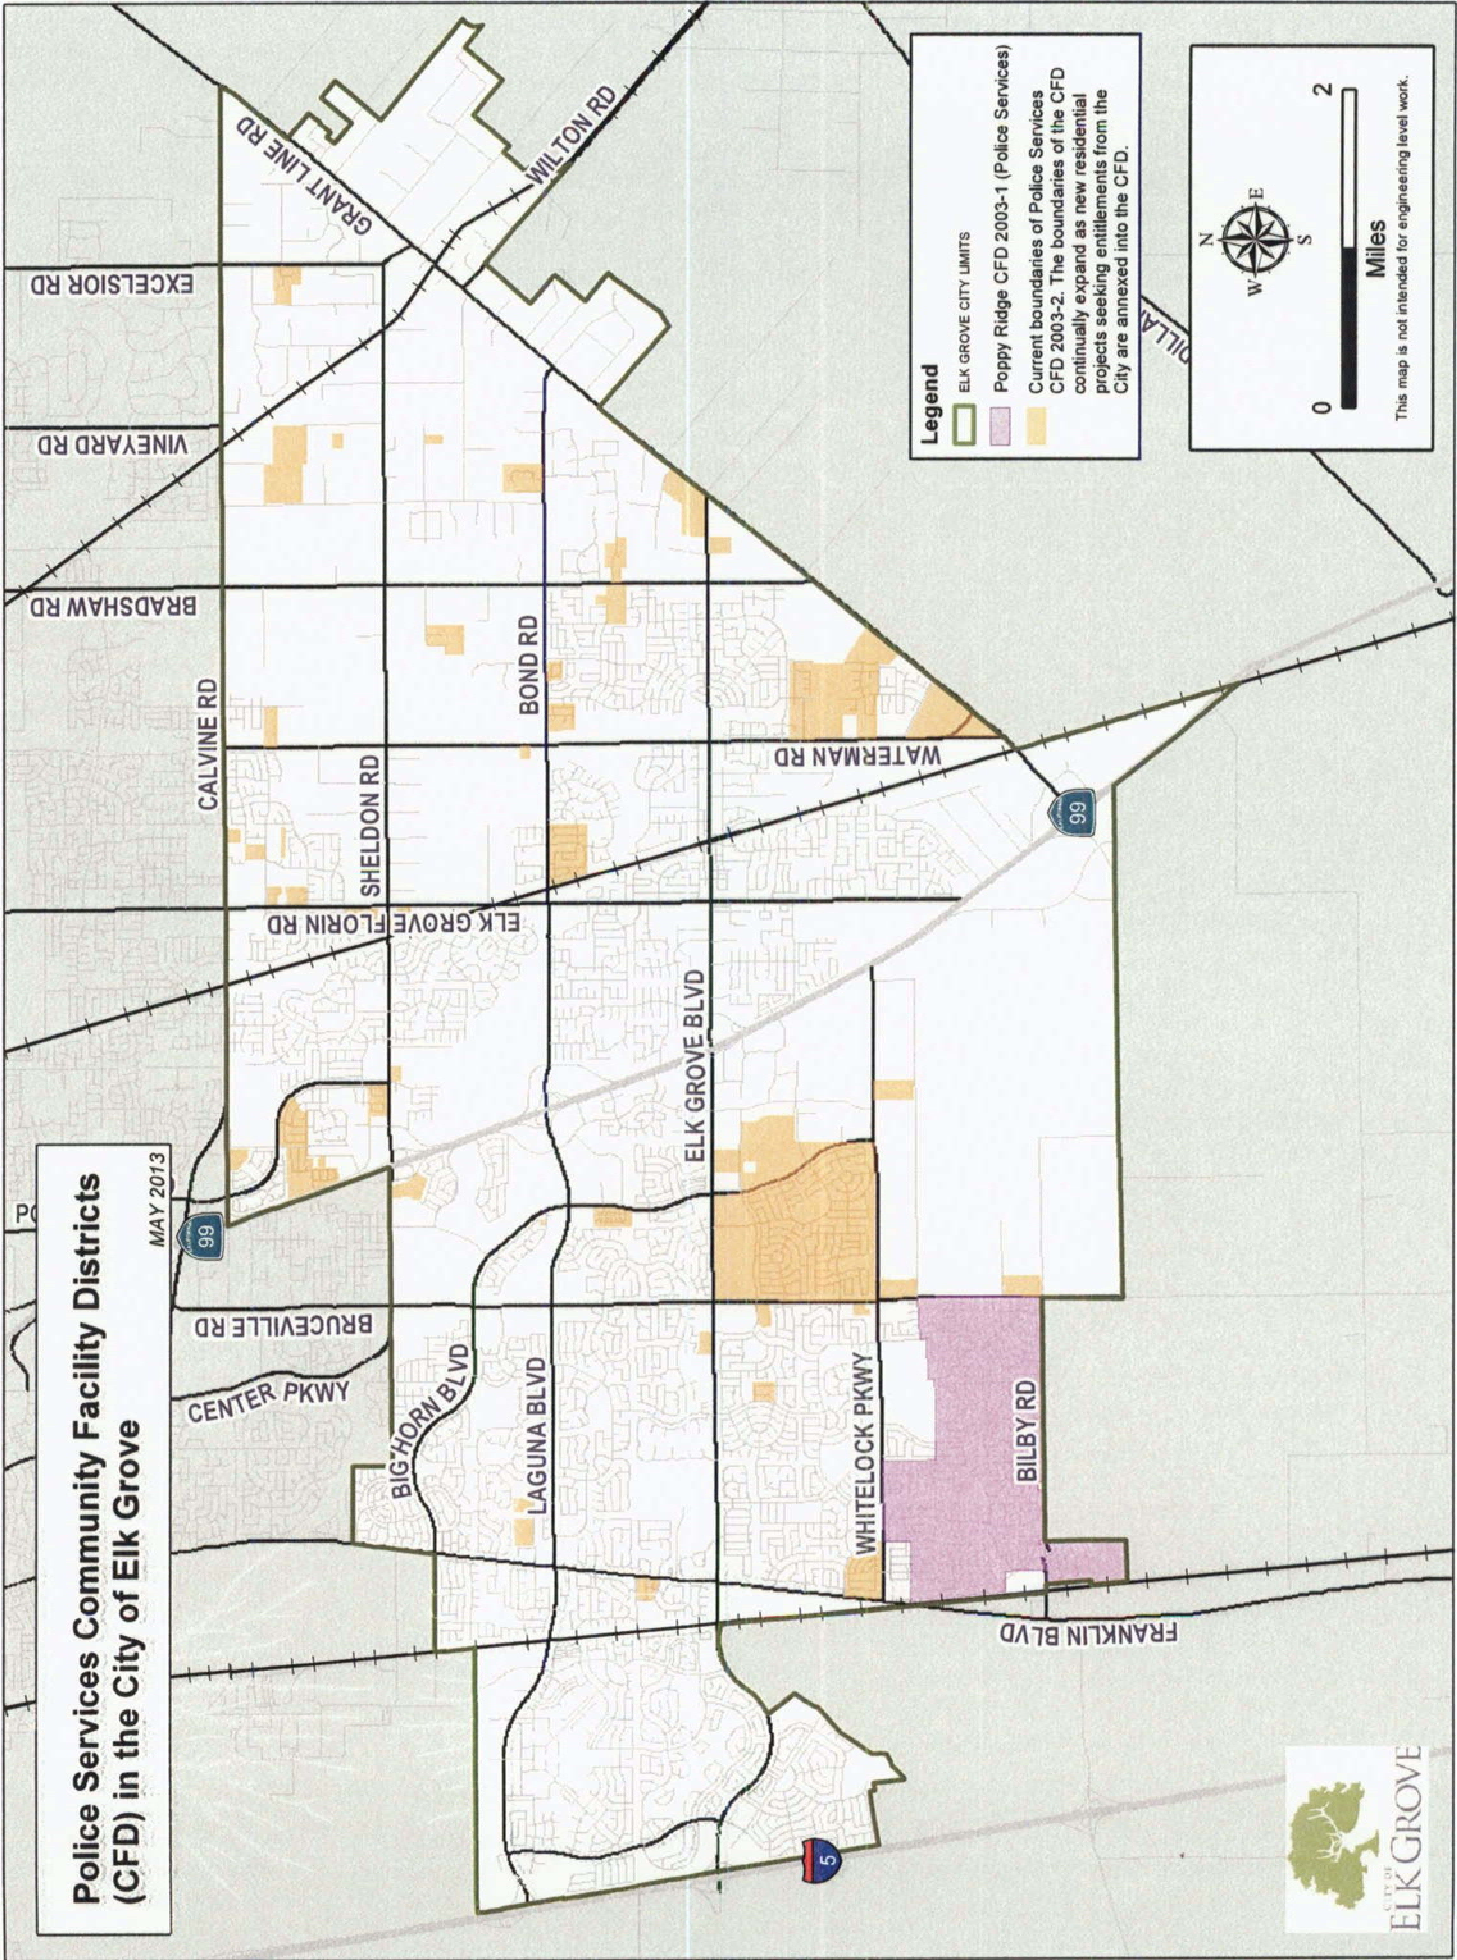 Police Services Community Facility Districts
(CFD) in the City of Elk Grove
MAY 2013
99
CENTER PKWY
BRUCEVILLE RD
CALVINE RD
BRADSHAW RD
VINEYARD RD
EXCELSIOR RD
GRANT LINE RD
WILTON RD
SHELDON RD
ELK GROVE FLORIN RD
BIG HORN BLVD
LAGUNA BLVD
BOND RD
ELK GROVE BLVD
WATERMAN RD
WHITELOCK PKWY
BILBY RD
FRANKLIN BLVD
99
5
Legend
ELK GROVE CITY LIMITS
Poppy Ridge CFD 2003-1 (Police Services)
Current boundaries of Police Services
CFD 2003-2. The boundaries of the CFD
continually expand as new residential
projects seeking entitlements from the
City are annexed into the CFD.
N
W
E
S
0
2
Miles
This map is not intended for engineering level work.
CITY OF
ELK GROVE